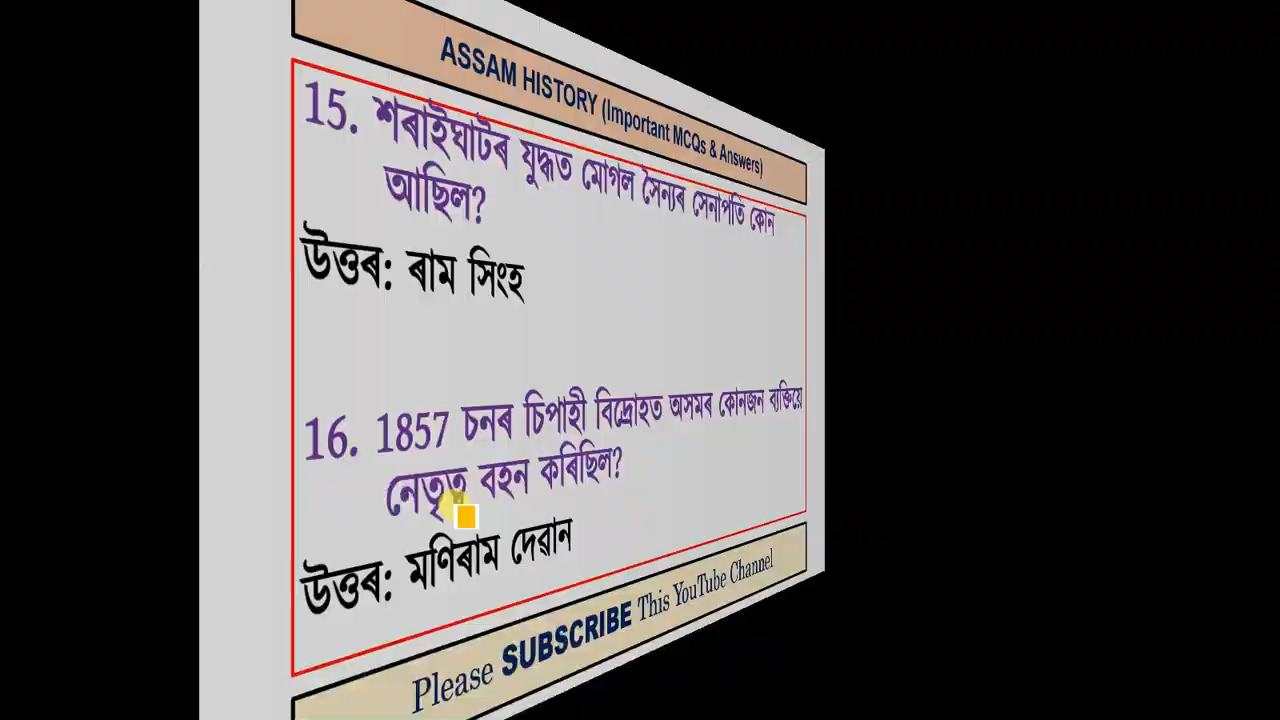 ASSAM HISTORY (Important MCQs & Answers)
15. শৰাইঘাটৰ যুদ্ধত মোগল সৈন্যৰ সেনাপতি কোন
আছিল?
উত্তৰ: ৰাম সিংহ
16. 1857 চনৰ চিপাহী বিদ্ৰোহত অসমৰ কোনজন ব্যক্তিয়ে
নেতৃত্ব বহন কৰিছিল?
উত্তৰ: মণিৰাম দেৱান
Please SUBSCRIBE This YouTube Channel